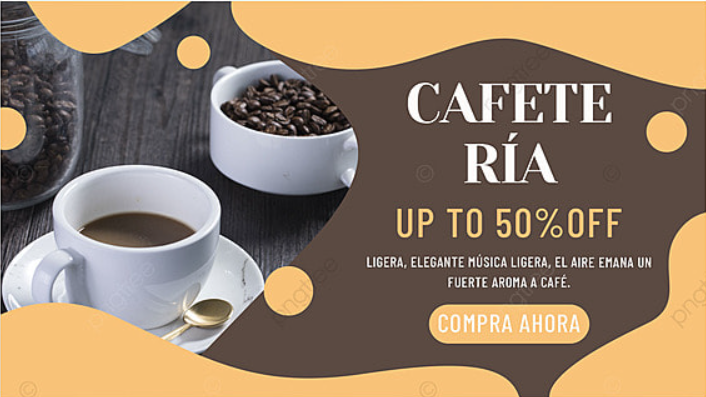 CAFETE
RÍA
UP TO 50%OFF
LIGERA, ELEGANTE MÚSICA LIGERA, EL AIRE EMANA UN
FUERTE AROMA A CAFÉ.
COMPRA AHORA
pngtree